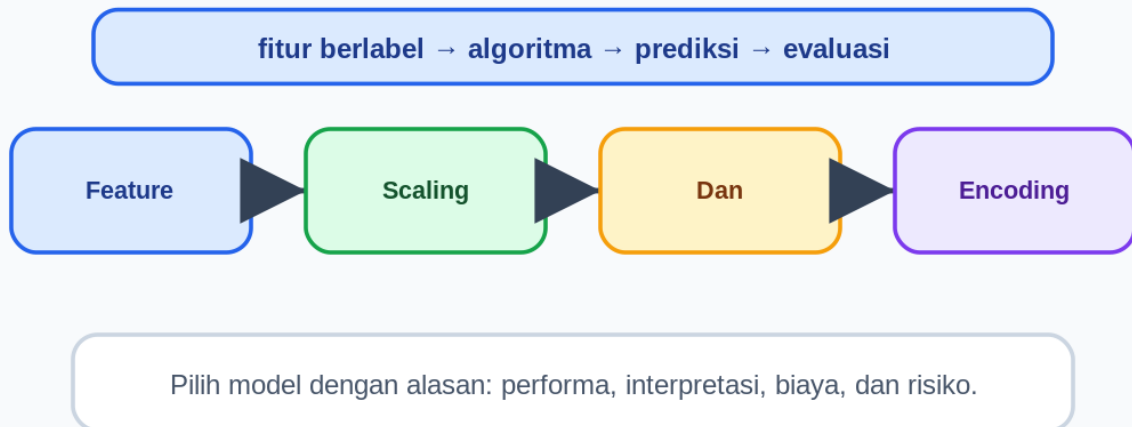 fitur berlabel → algoritma → prediksi → evaluasi
Feature
Scaling
Dan
Encoding
Pilih model dengan alasan: performa, interpretasi, biaya, dan risiko.